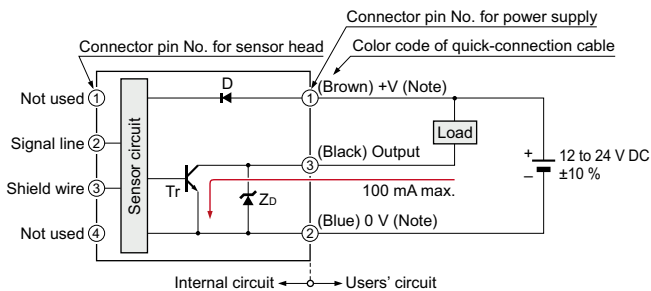 Connector pin No. for power supply
Connector pin No. for sensor head
Color code of quick-connection cable
D
(Brown) +V (Note)
Not used 1
1
Signal line 2
Sensor circuit
Load
(Black) Output
3
+
12 to 24 V DC
±10 %
–
Shield wire 3
Tr
ZD
100 mA max.
(Blue) 0 V (Note)
Not used 4
2
Internal circuit
Users' circuit